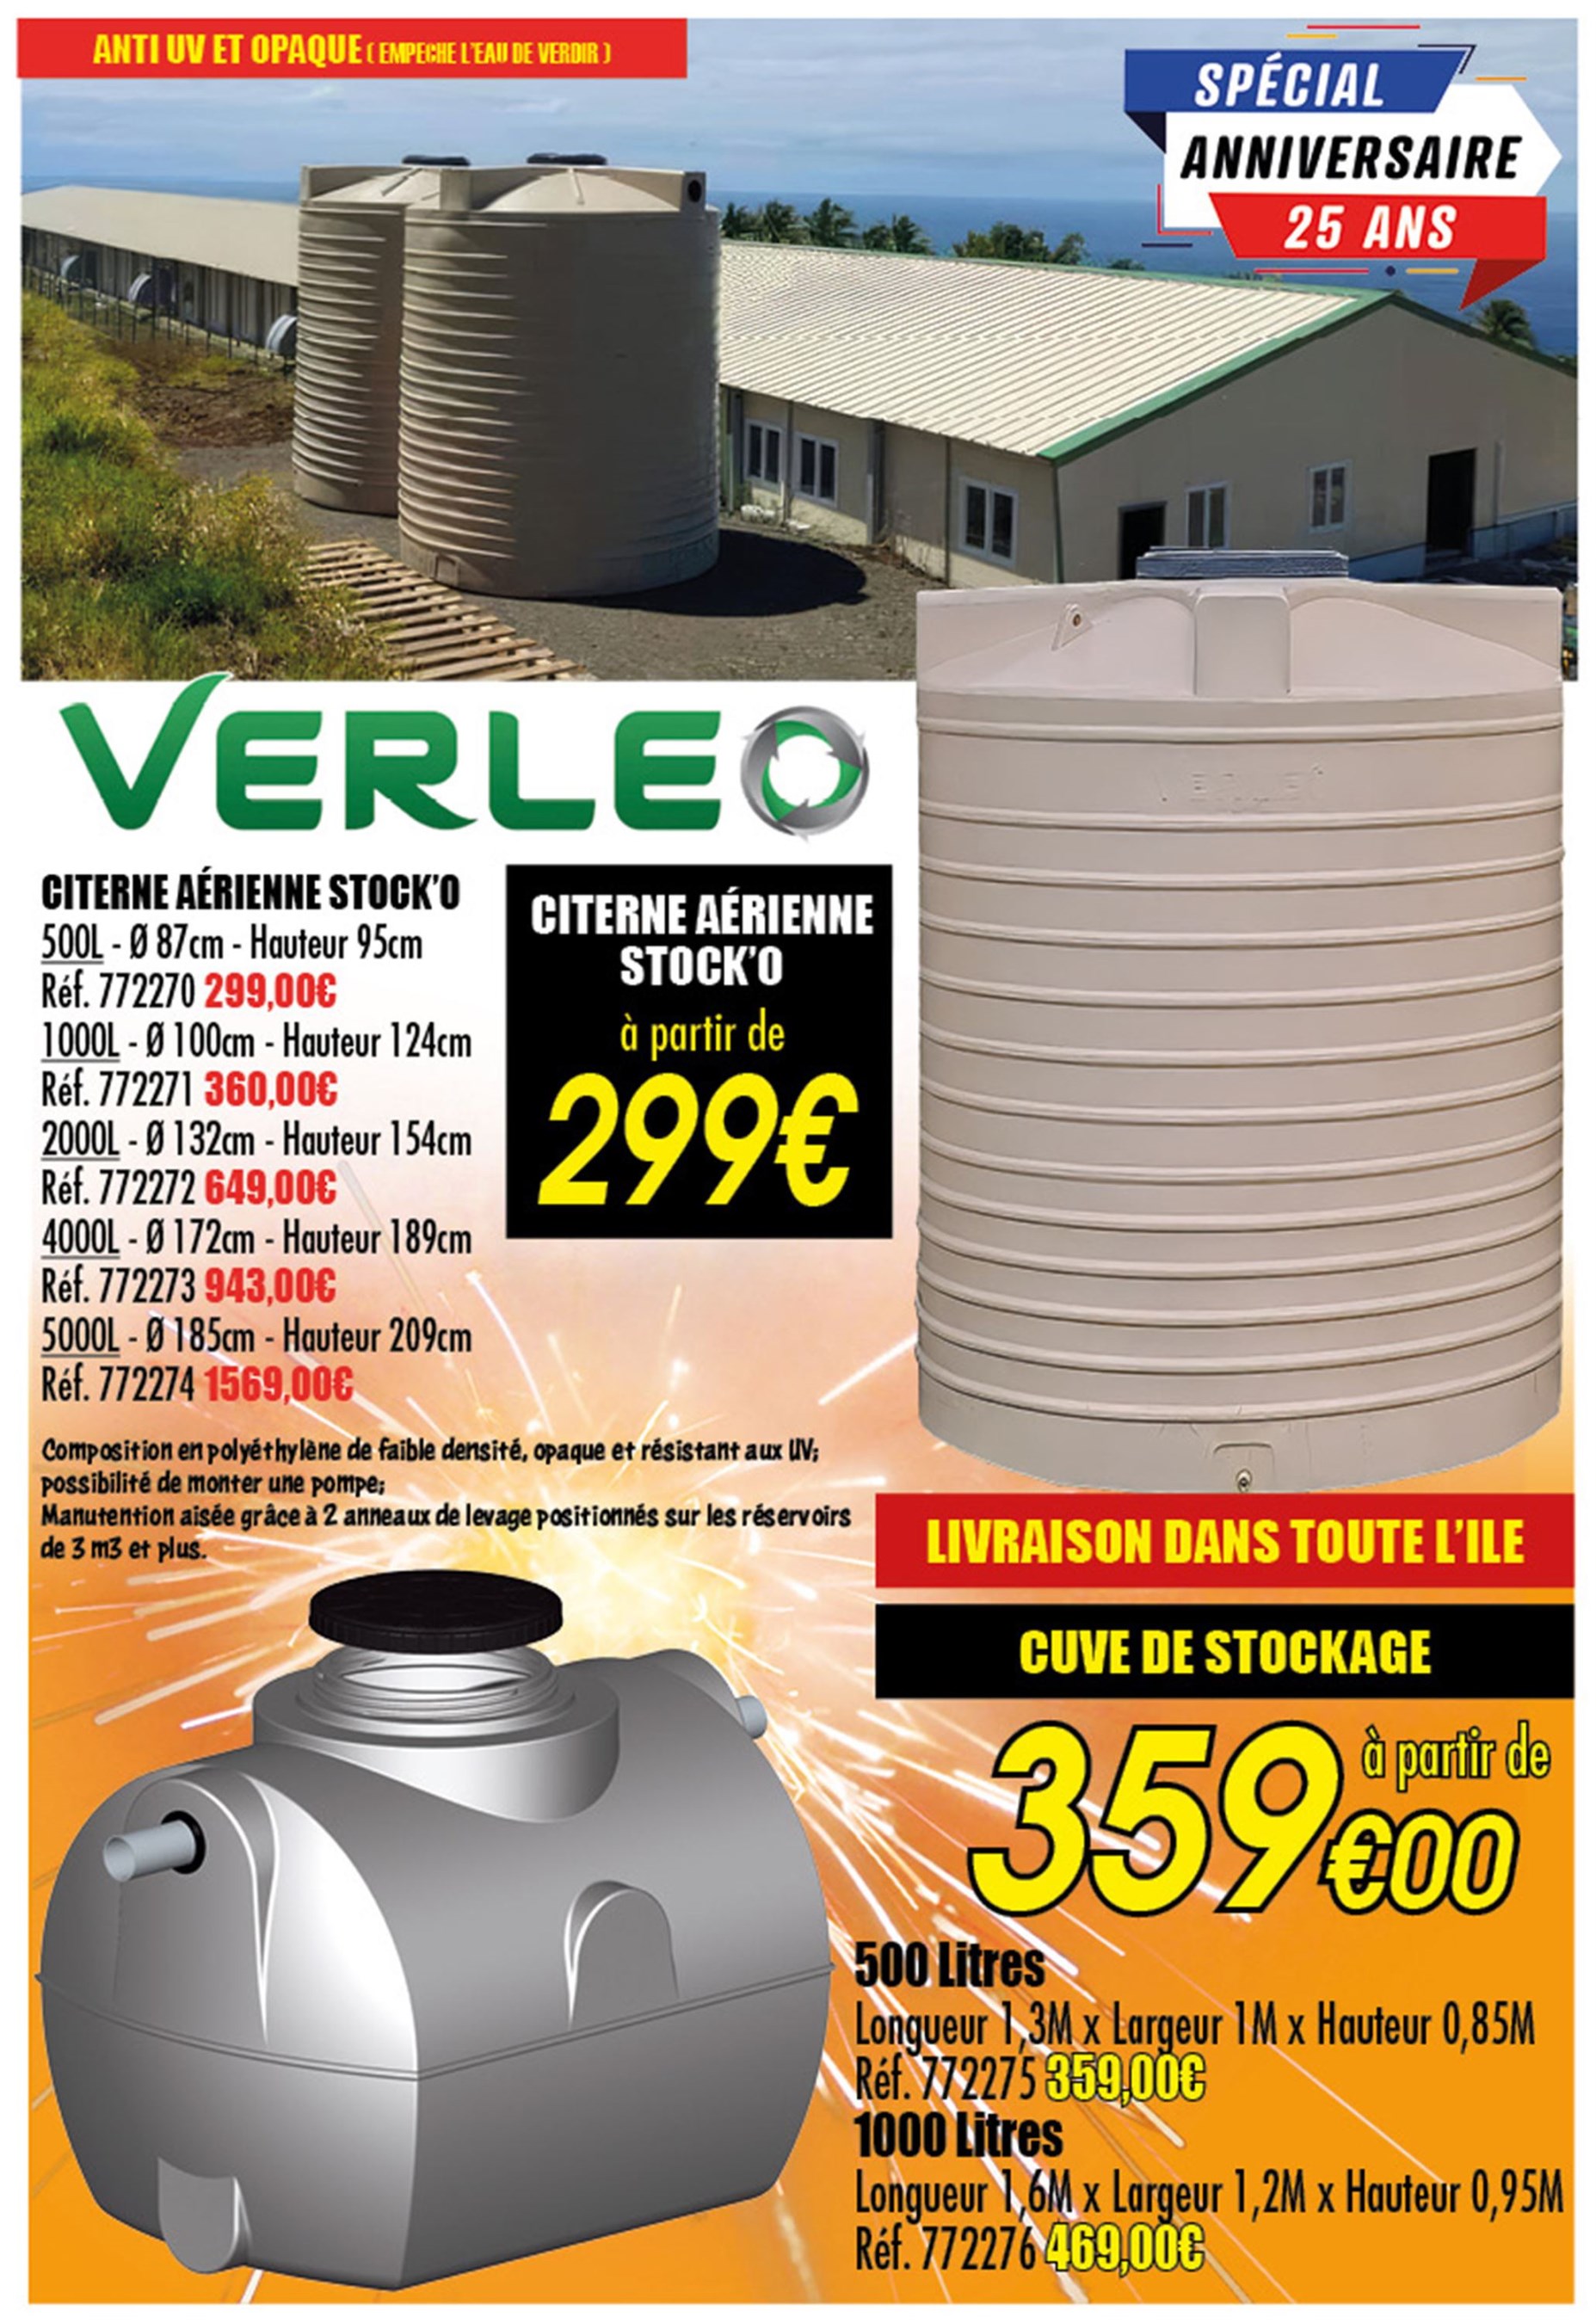 ANTI UV ET OPAQUE ( EMPECHE L'EAU DE VERDIR )
SPÉCIAL
ANNIVERSAIRE
25 ANS
VERLEO
VERLEO
CITERNE AÉRIENNE STOCK'O
500L - Ø 87cm - Hauteur 95cm
Réf. 772270 299,00€
1000L - Ø 100cm - Hauteur 124cm
Réf. 772271 360,00€
2000L - Ø 132cm - Hauteur 154cm
Réf. 772272 649,00€
4000L - Ø 172cm - Hauteur 189cm
Réf. 772273 943,00€
5000L - Ø 185cm - Hauteur 209cm
Réf. 772274 1569,00€
CITERNE AÉRIENNE
STOCK'O
à partir de
299€
Composition en polyéthylène de faible densité, opaque et résistant aux UV;
possibilité de monter une pompe;
Manutention aisée grâce à 2 anneaux de levage positionnés sur les réservoirs
de 3 m3 et plus.
LIVRAISON DANS TOUTE L'ILE
CUVE DE STOCKAGE
à partir de
359€00
500 Litres
Longueur 1,3M x Largeur 1M x Hauteur 0,85M
Réf. 772275 359,00€
1000 Litres
Longueur 1,6M x Largeur 1,2M x Hauteur 0,95M
Réf. 772276 469,00€